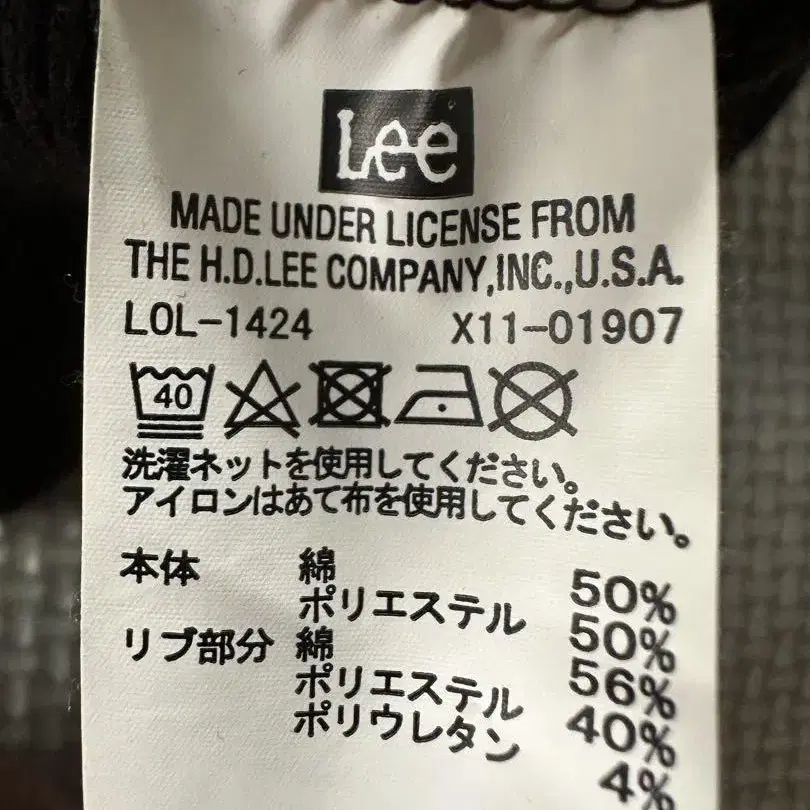 Lee
MADE UNDER LICENSE FROM
THE H.D.LEE COMPANY,INC.,U.S.A.
LOL-1424 X11-01907
40
洗濯ネットを使用してください。
アイロンはあて布を使用してください。
本体 綿 50%
ポリエステル 50%
リブ部分 綿 56%
ポリエステル 40%
ポリウレタン 4%